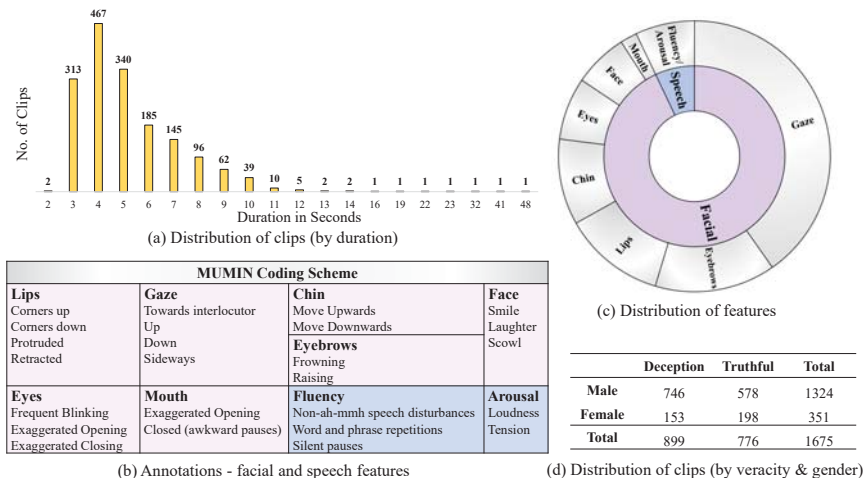 No. of Clips
2 313 467 340 185 145 96 62 39 10 5 2 2 1 1 1 1 1 1 1
2 3 4 5 6 7 8 9 10 11 12 13 14 16 19 22 23 32 41 48
Duration in Seconds
(a) Distribution of clips (by duration)
MUMIN Coding Scheme
Lips
Corners up
Corners down
Protruded
Retracted
Gaze
Towards interlocutor
Up
Down
Sideways
Chin
Move Upwards
Move Downwards
Eyebrows
Frowning
Raising
Face
Smile
Laughter
Scowl
Eyes
Frequent Blinking
Exaggerated Opening
Exaggerated Closing
Mouth
Exaggerated Opening
Closed (awkward pauses)
Fluency
Non-ah-mmh speech disturbances
Word and phrase repetitions
Silent pauses
Arousal
Loudness
Tension
(b) Annotations - facial and speech features
Fluency/
Arousal
Mouth
Face
Eyes
Chin
Lips
Eyebrows
Gaze
Speech
Facial
(c) Distribution of features
Deception Truthful Total
Male 746 578 1324
Female 153 198 351
Total 899 776 1675
(d) Distribution of clips (by veracity & gender)